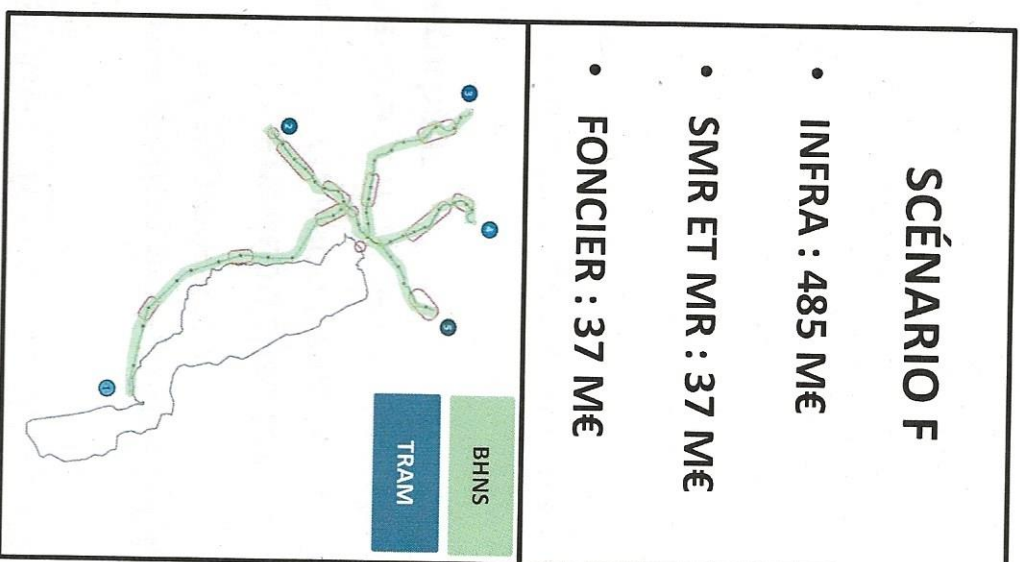 SCÉNARIO F
• INFRA : 485 M€
• SMR ET MR : 37 M€
• FONCIER : 37 M€
BHNS
TRAM
3
4
5
2
1